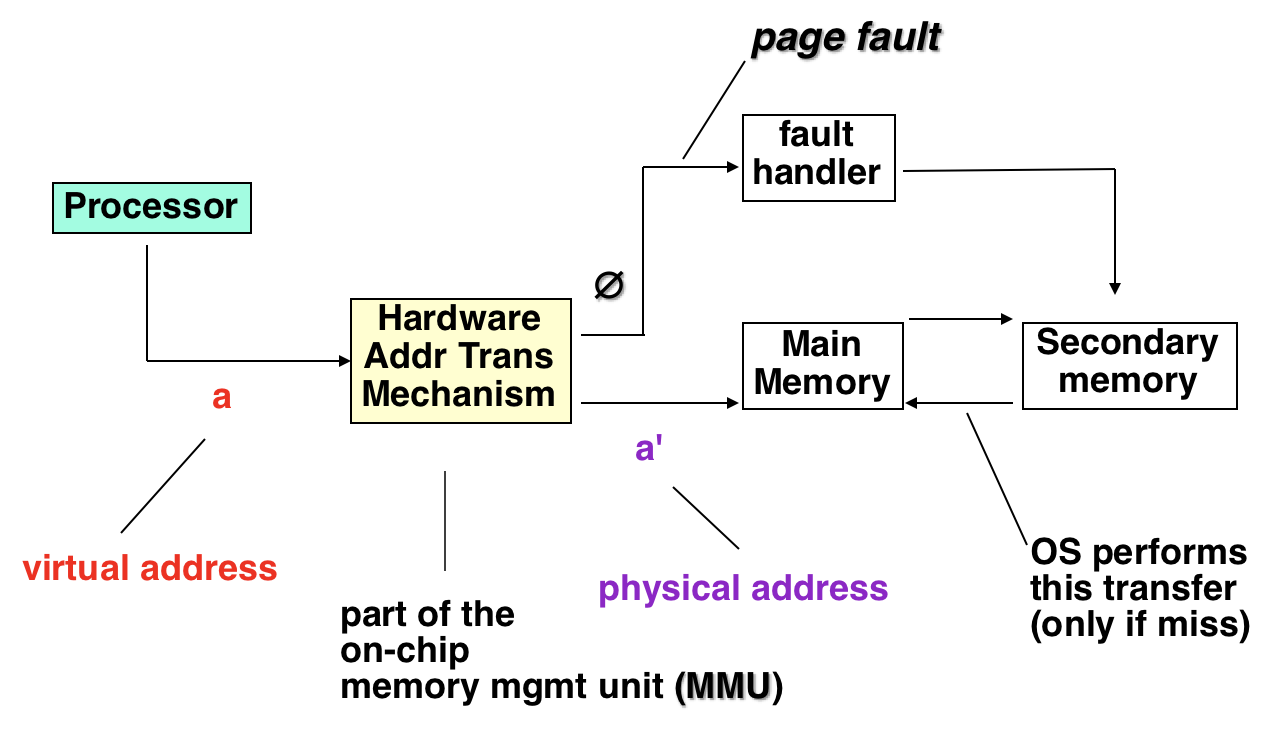 page fault
fault
handler
Processor
Ø
Hardware
Addr Trans
Mechanism
Main
Memory
Secondary
memory
a
a'
virtual address
physical address
OS performs
this transfer
(only if miss)
part of the
on-chip
memory mgmt unit (MMU)